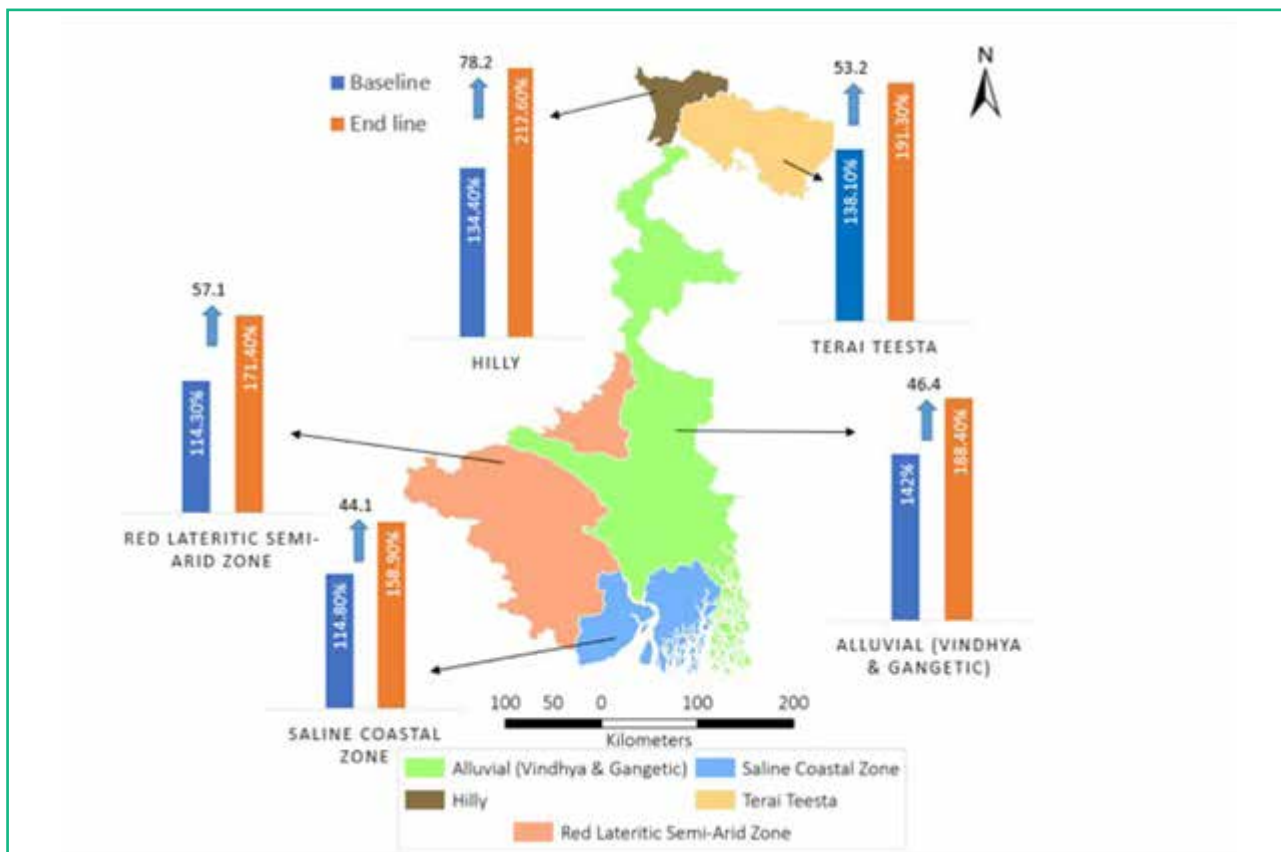 Baseline
End line
78.2
134.40%
212.60%
HILLY
N
53.2
138.10%
191.30%
TERAI TEESTA
57.1
114.30%
171.40%
RED LATERITIC SEMI-
ARID ZONE
46.4
142%
188.40%
ALLUVIAL (VINDHYA
& GANGETIC)
44.1
114.80%
158.90%
SALINE COASTAL
ZONE
100 50 0 100 200
Kilometers
Alluvial (Vindhya & Gangetic)
Saline Coastal Zone
Hilly
Terai Teesta
Red Lateritic Semi-Arid Zone